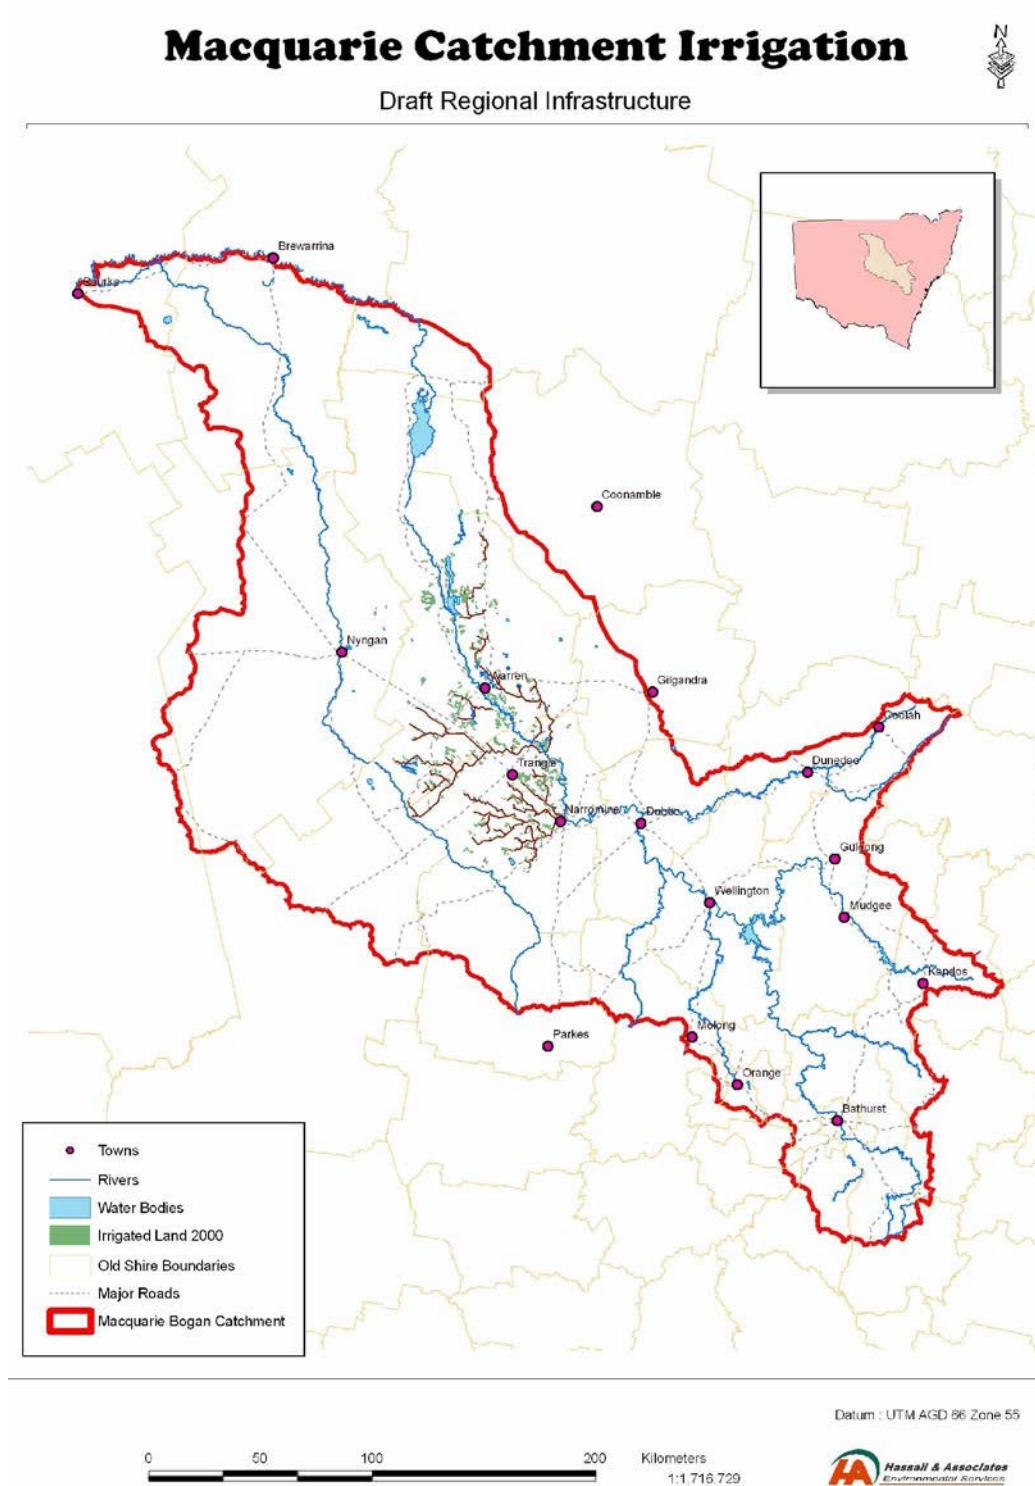 Macquarie Catchment Irrigation
N
Draft Regional Infrastructure
Brewarrina
Bourke
Coonamble
Nyngan
Warren
Gilgandra
Coolah
Trangie
Dunedoo
Narromine
Dubbo
Gulgong
Wellington
Mudgee
Kandos
Parkes
Molong
Orange
Bathurst
Towns
Rivers
Water Bodies
Irrigated Land 2000
Old Shire Boundaries
Major Roads
Macquarie Bogan Catchment
Datum : UTM AGD 66 Zone 55
0 50 100 200 Kilometers
1:1,716,729
HA Hassall & Associates
Environmental Services